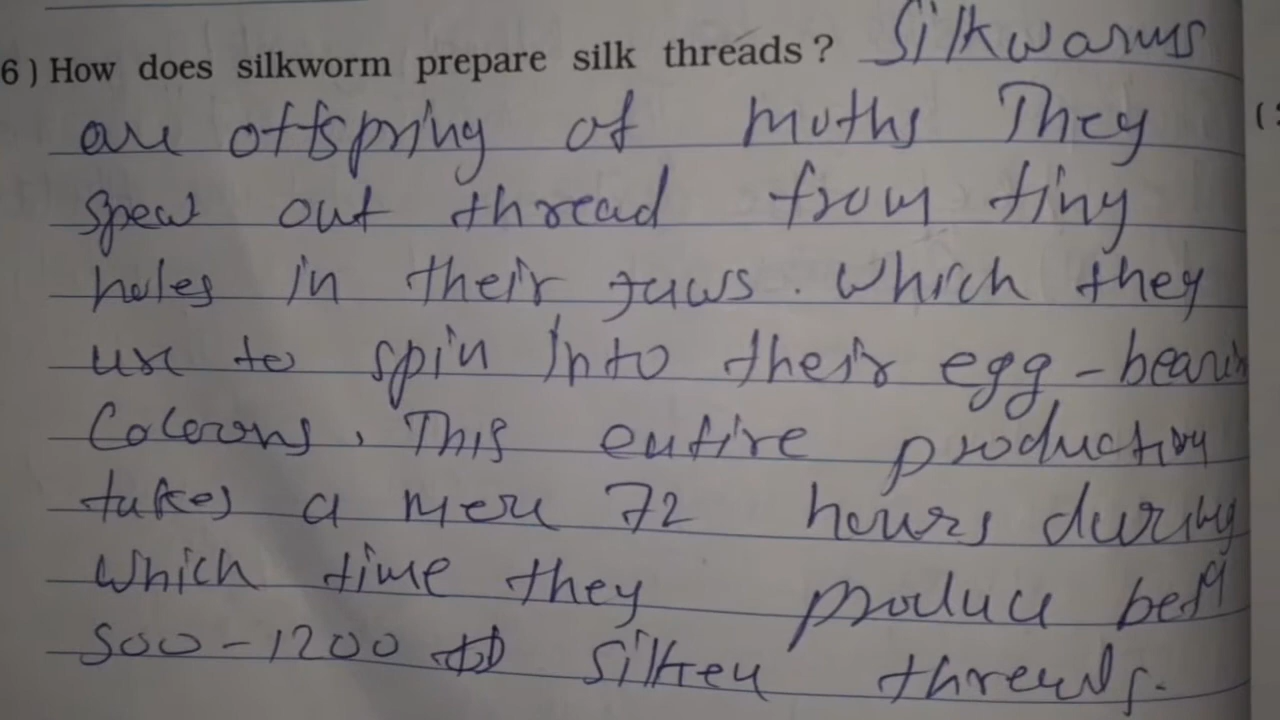 6) How does silkworm prepare silk threads? Silkworms
are offspring of moths They
spew out thread from tiny
holes in their jaws. which they
use to spin into their egg-bearin
This entire production
takes a mere 72 hours during
which time they produce
500-1200 silken threads.